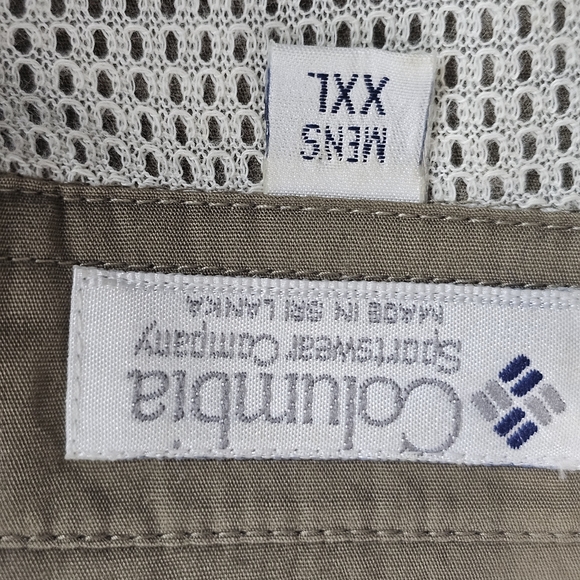 Columbia
Sportswear Company
MADE IN SRI LANKA
MENS
XXL